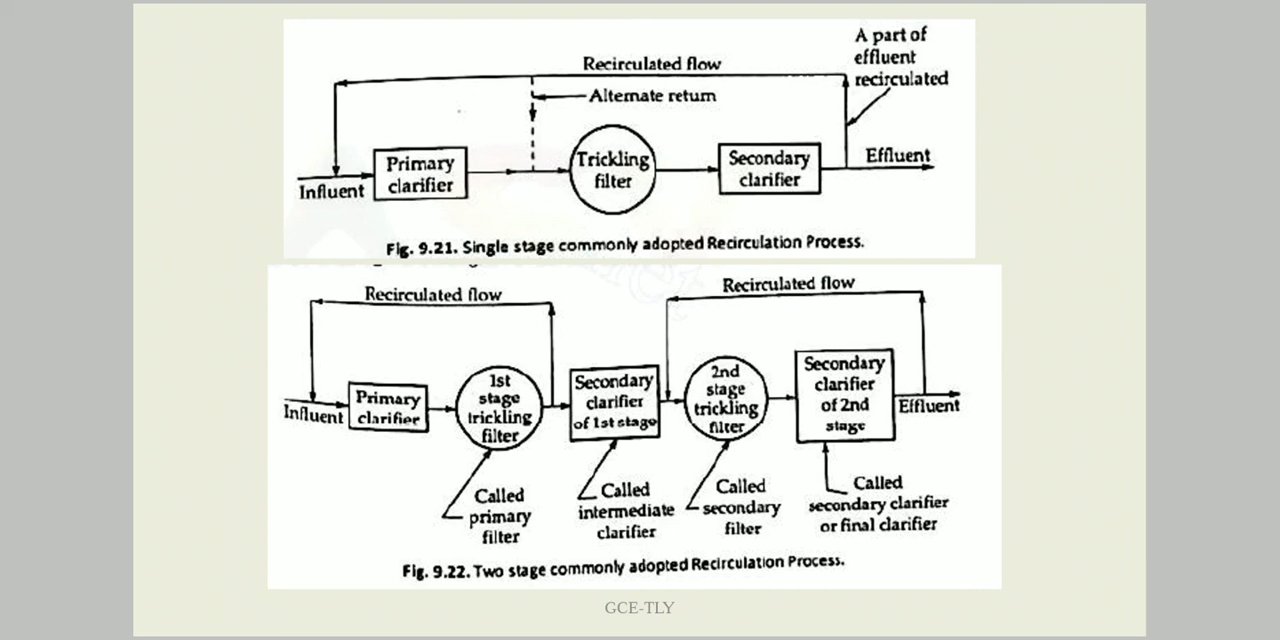 A part of
effluent
recirculated
Recirculated flow
Alternate return
Primary
clarifier
Trickling
filter
Secondary
clarifier
Effluent
Influent
Fig. 9.21. Single stage commonly adopted Recirculation Process.
Recirculated flow
Recirculated flow
Influent
Primary
clarifier
1st
stage
trickling
filter
Secondary
clarifier
of 1st stage
2nd
stage
trickling
filter
Secondary
clarifier
of 2nd
stage
Effluent
Called
primary
filter
Called
intermediate
clarifier
Called
secondary
filter
Called
secondary clarifier
or final clarifier
Fig. 9.22. Two stage commonly adopted Recirculation Process.
GCE-TLY